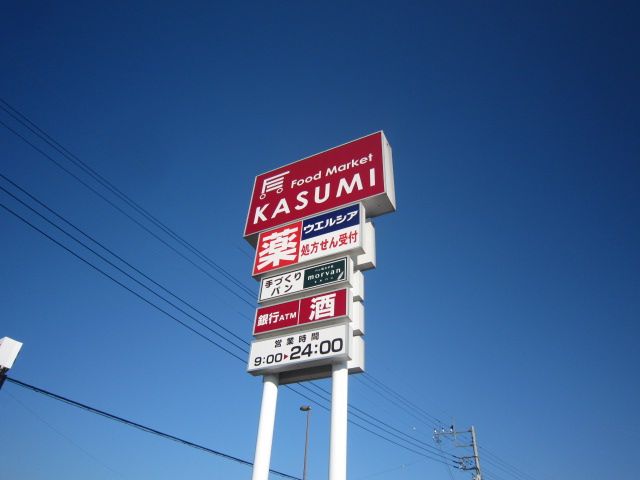 Food Market
KASUMI
薬
ウエルシア
処方せん受付
手づくり
パン
morvan
銀行ATM
酒
営業時間
9:00▶24:00